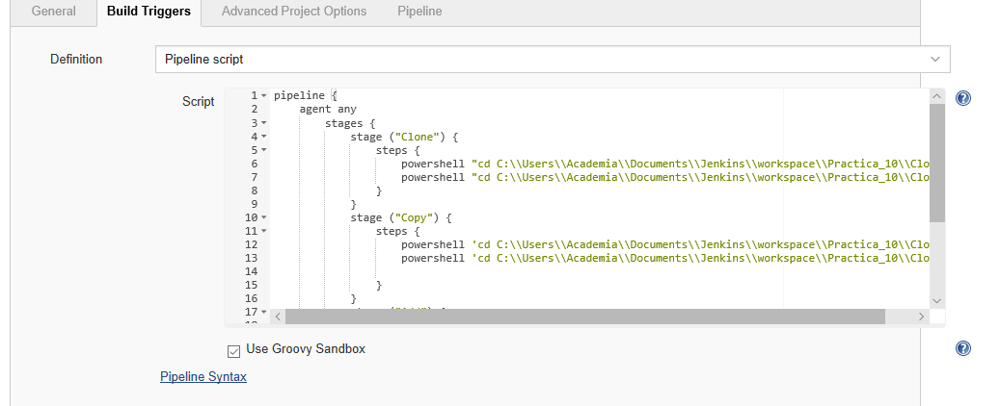 General Build Triggers Advanced Project Options Pipeline
Definition Pipeline script
Script
1 pipeline {
2 agent any
3 stages {
4 stage ("Clone") {
5 steps {
6 powershell "cd C:\\Users\\Academia\\Documents\\Jenkins\\workspace\\Practica_10\\Clo
7 powershell "cd C:\\Users\\Academia\\Documents\\Jenkins\\workspace\\Practica_10\\Clo
8 }
9 }
10 stage ("Copy") {
11 steps {
12 powershell 'cd C:\\Users\\Academia\\Documents\\Jenkins\\workspace\\Practica_10\\Clo
13 powershell 'cd C:\\Users\\Academia\\Documents\\Jenkins\\workspace\\Practica_10\\Clo
14
15 }
16 }
17
Use Groovy Sandbox
Pipeline Syntax